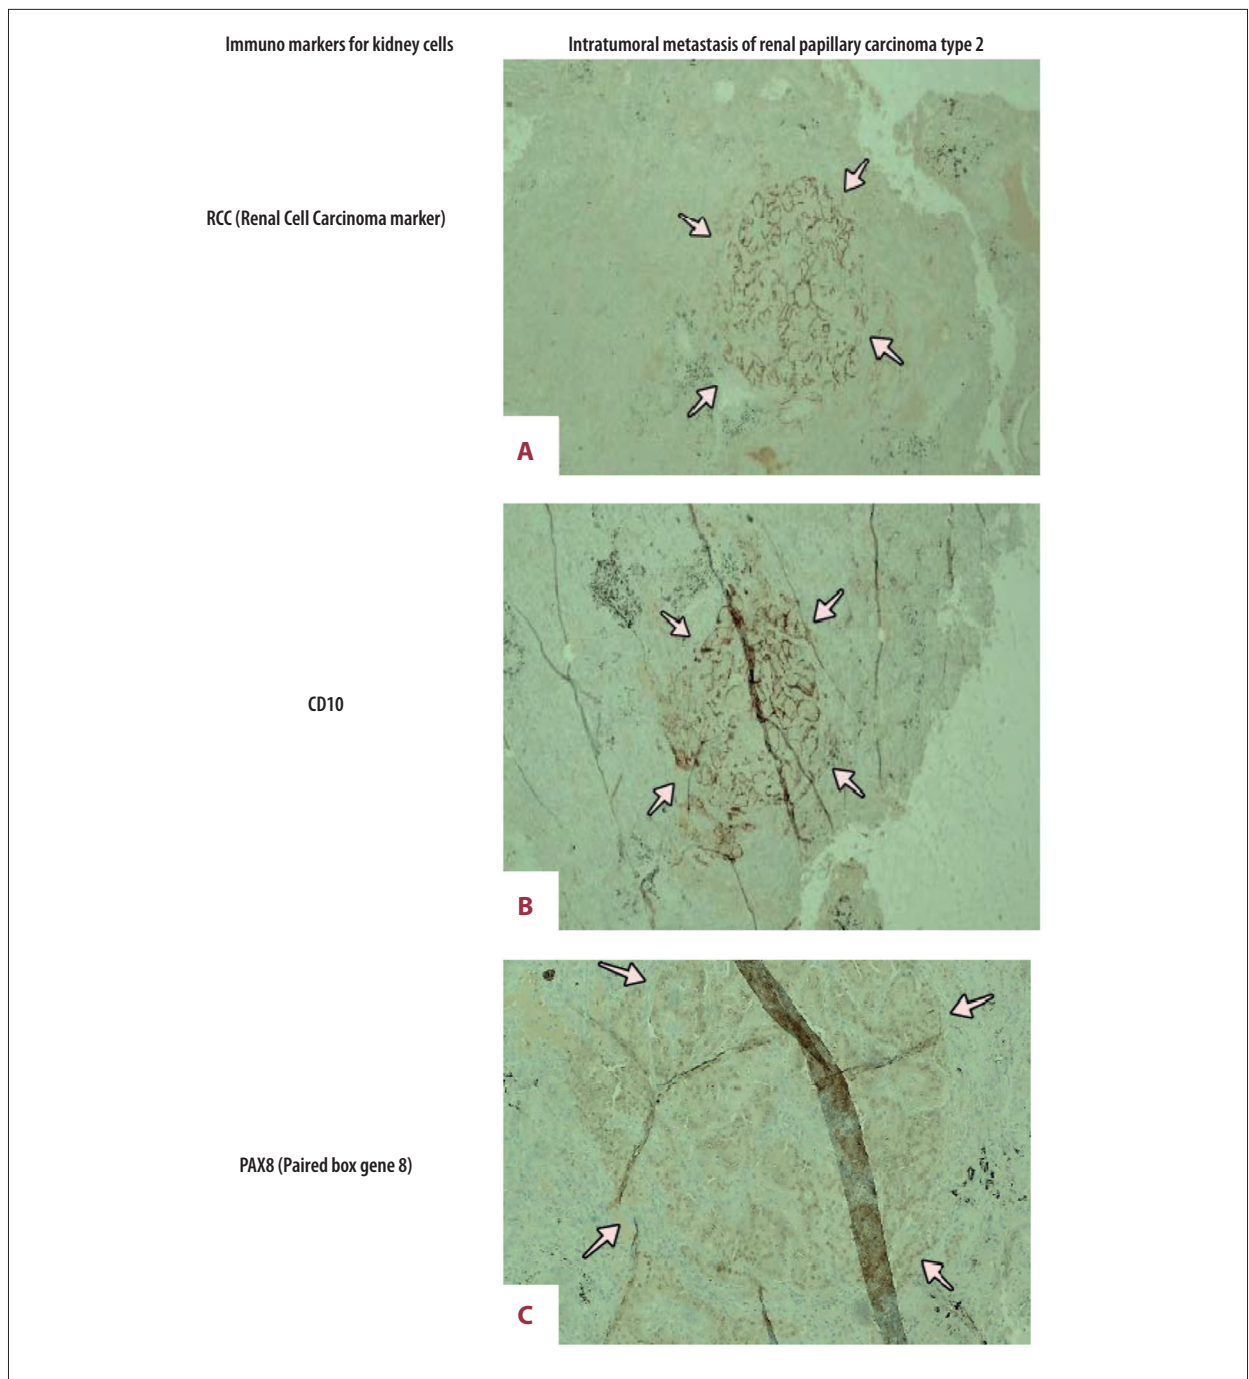 Immuno markers for kidney cells
Intratumoral metastasis of renal papillary carcinoma type 2
RCC (Renal Cell Carcinoma marker)
A
CD10
B
PAX8 (Paired box gene 8)
C